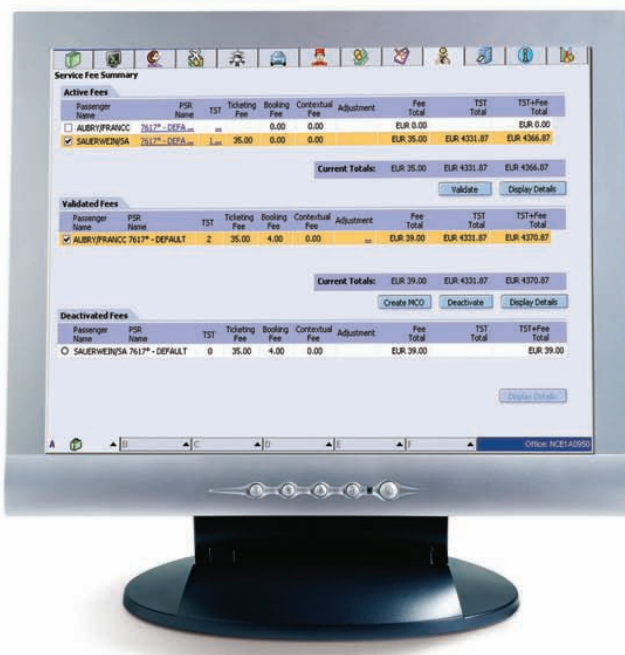 Service Fee Summary
Active Fees
Passenger Name PSR Name TST Ticketing Fee Booking Fee Contextual Fee Adjustment Fee Total TST Total TST+Fee Total
AUBRY/FRANCC 7617* - DEFA... ... 0.00 0.00 EUR 0.00 EUR 0.00
SAUERWEIN/SA 7617* - DEFA... 1... 35.00 0.00 0.00 EUR 35.00 EUR 4331.87 EUR 4366.87
Current Totals: EUR 35.00 EUR 4331.87 EUR 4366.87
Validate Display Details
Validated Fees
Passenger Name PSR Name TST Ticketing Fee Booking Fee Contextual Fee Adjustment Fee Total TST Total TST+Fee Total
AUBRY/FRANCC 7617* - DEFAULT 2 35.00 4.00 0.00 ... EUR 39.00 EUR 4331.87 EUR 4370.87
Current Totals: EUR 39.00 EUR 4331.87 EUR 4370.87
Create MCO Deactivate Display Details
Deactivated Fees
Passenger Name PSR Name TST Ticketing Fee Booking Fee Contextual Fee Adjustment Fee Total TST Total TST+Fee Total
SAUERWEIN/SA 7617* - DEFAULT 0 35.00 4.00 0.00 EUR 39.00 EUR 39.00
Display Details
A B C D E F Office: NCE1A0950